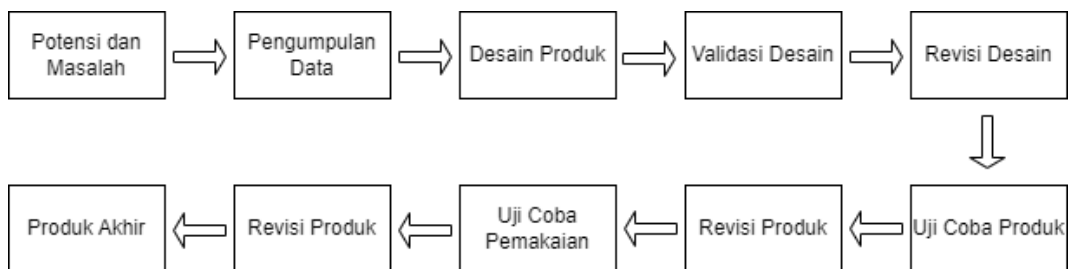 Potensi dan
Masalah
Pengumpulan
Data
Desain Produk
Validasi Desain
Revisi Desain
Uji Coba Produk
Revisi Produk
Uji Coba
Pemakaian
Revisi Produk
Produk Akhir